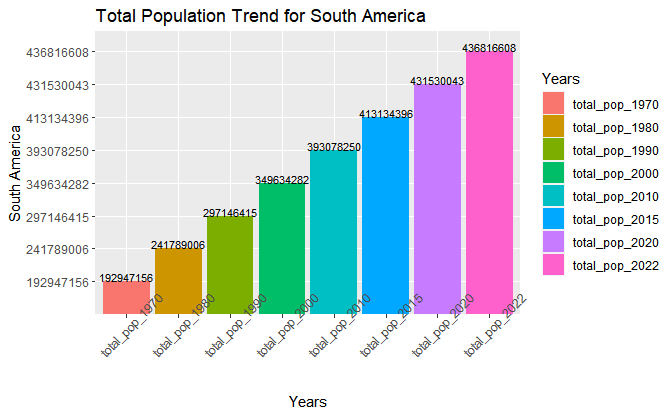 Total Population Trend for South America
South America
436816608
431530043
413134396
393078250
349634282
297146415
241789006
192947156
192947156
241789006
297146415
349634282
393078250
413134396
431530043
436816608
total_pop_1970
total_pop_1980
total_pop_1990
total_pop_2000
total_pop_2010
total_pop_2015
total_pop_2020
total_pop_2022
Years
Years
total_pop_1970
total_pop_1980
total_pop_1990
total_pop_2000
total_pop_2010
total_pop_2015
total_pop_2020
total_pop_2022